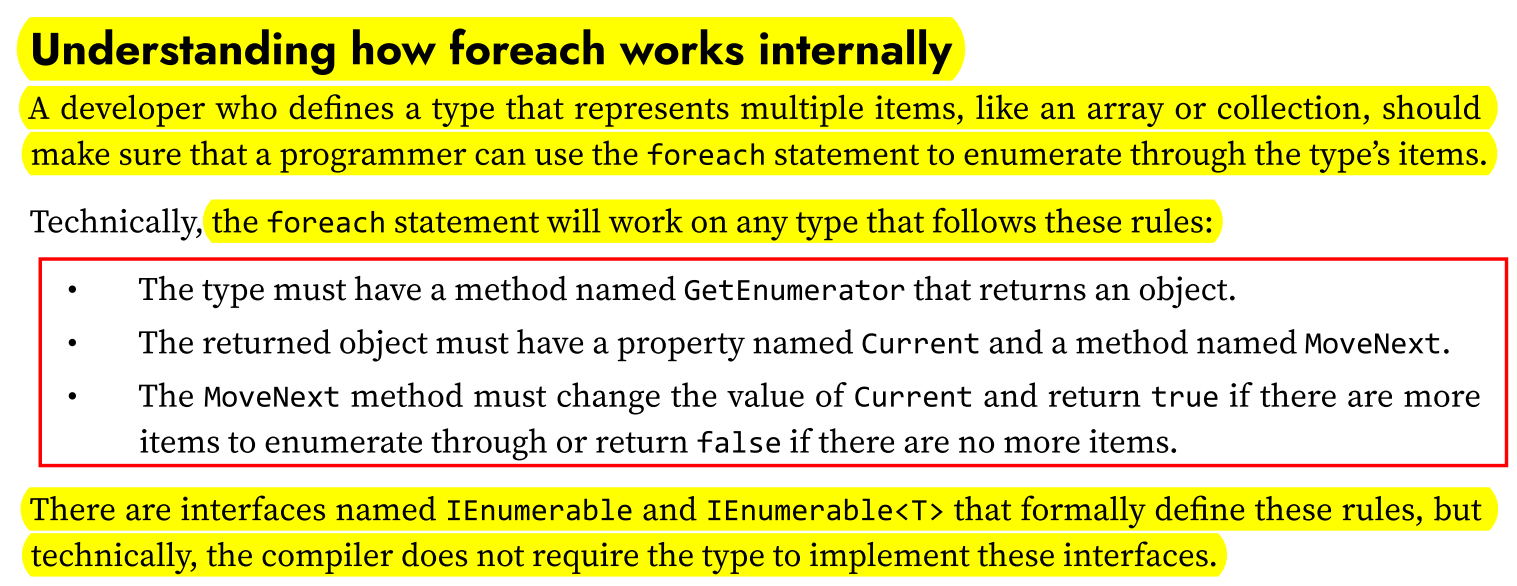 Understanding how foreach works internally
A developer who defines a type that represents multiple items, like an array or collection, should
make sure that a programmer can use the foreach statement to enumerate through the type’s items.
Technically, the foreach statement will work on any type that follows these rules:
• The type must have a method named GetEnumerator that returns an object.
• The returned object must have a property named Current and a method named MoveNext.
• The MoveNext method must change the value of Current and return true if there are more
items to enumerate through or return false if there are no more items.
There are interfaces named IEnumerable and IEnumerable<T> that formally define these rules, but
technically, the compiler does not require the type to implement these interfaces.